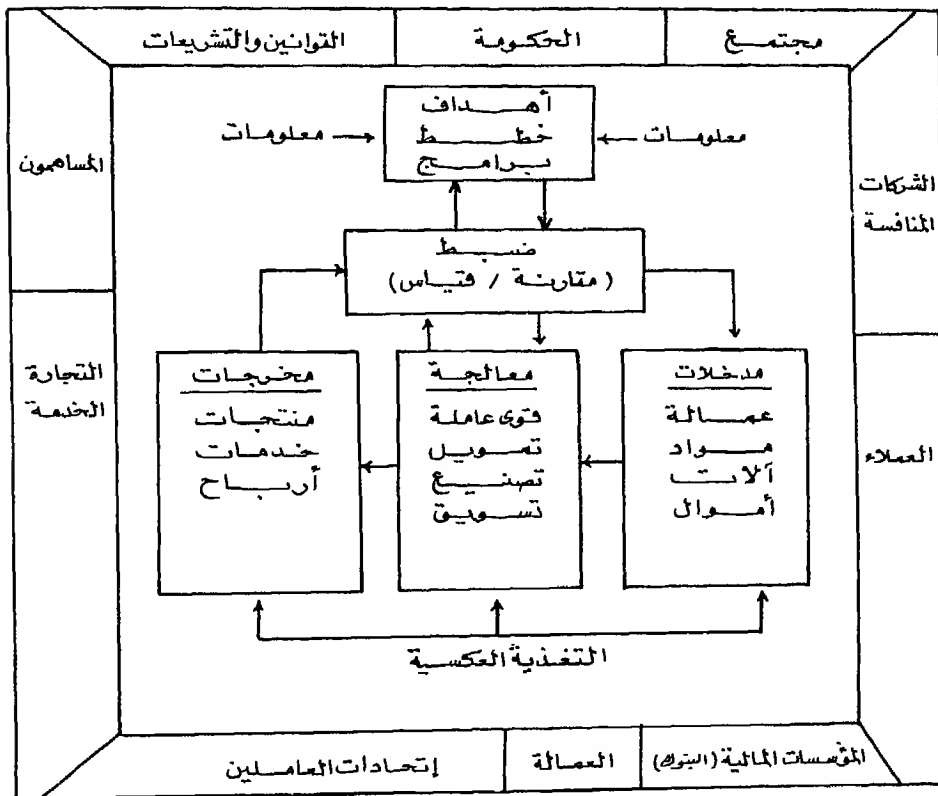 مجتمع
الحكومة
القوانين والتشريعات
أهداف
خطط
برامج
معلومات
معلومات
المساهمون
الشركات
المنافسة
ضبط
(مقارنة / قياس)
مدخلات
عمالة
مواد
آلات
أموال
معالجة
قوى عاملة
تمويل
تصنيع
تسويق
مخرجات
منتجات
خدمات
أرباح
التجارة
الخدمة
العملاء
التغذية العكسية
المؤسسات المالية (البنوك)
العمالة
إتحادات العاملين